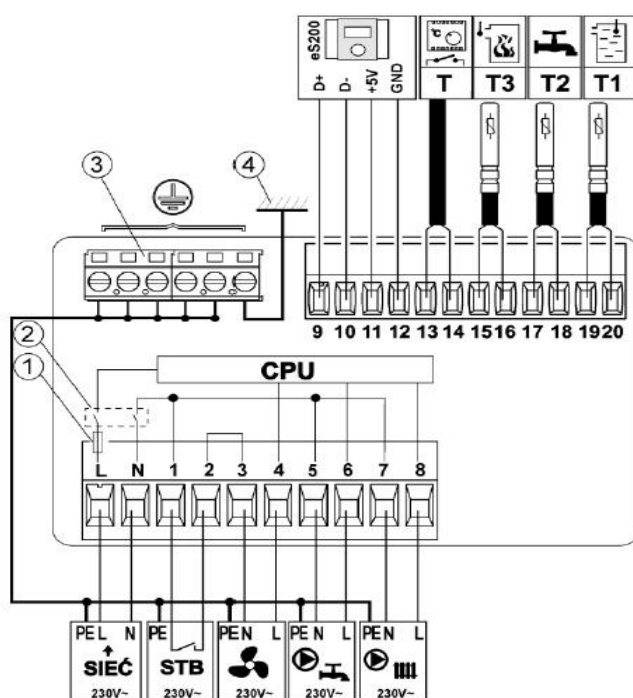 eS200
°C
D+ D- +5V GND
T T3 T2 T1
3 4
9 10 11 12 13 14 15 16 17 18 19 20
2
1
CPU
L N 1 2 3 4 5 6 7 8
PE L N PE PE N L PE N L PE N L
SIEĆ STB
230V~ 230V~ 230V~ 230V~ 230V~